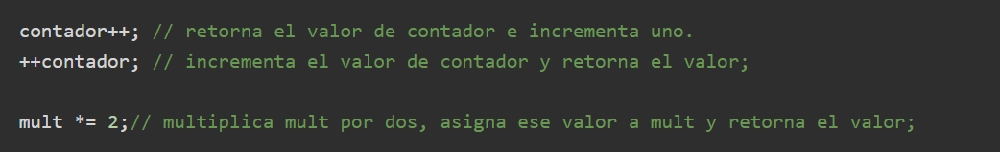 contador++; // retorna el valor de contador e incrementa uno.
++contador; // incrementa el valor de contador y retorna el valor;
mult *= 2;// multiplica mult por dos, asigna ese valor a mult y retorna el valor;